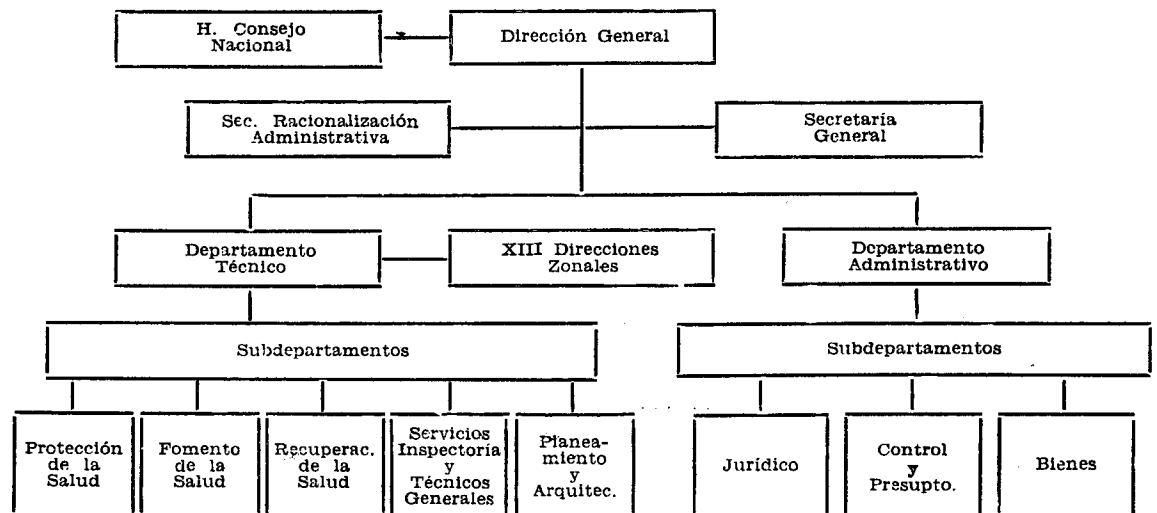 H. Consejo
Nacional
Dirección General
Sec. Racionalización
Administrativa
Secretaría
General
Departamento
Técnico
XIII Direcciones
Zonales
Departamento
Administrativo
Subdepartamentos
Subdepartamentos
Protección
de la
Salud
Fomento
de la
Salud
Recuperac.
de la
Salud
Servicios
Inspectoría
y
Técnicos
Generales
Planea-
miento
y
Arquitec.
Jurídico
Control
y
Presupto.
Bienes